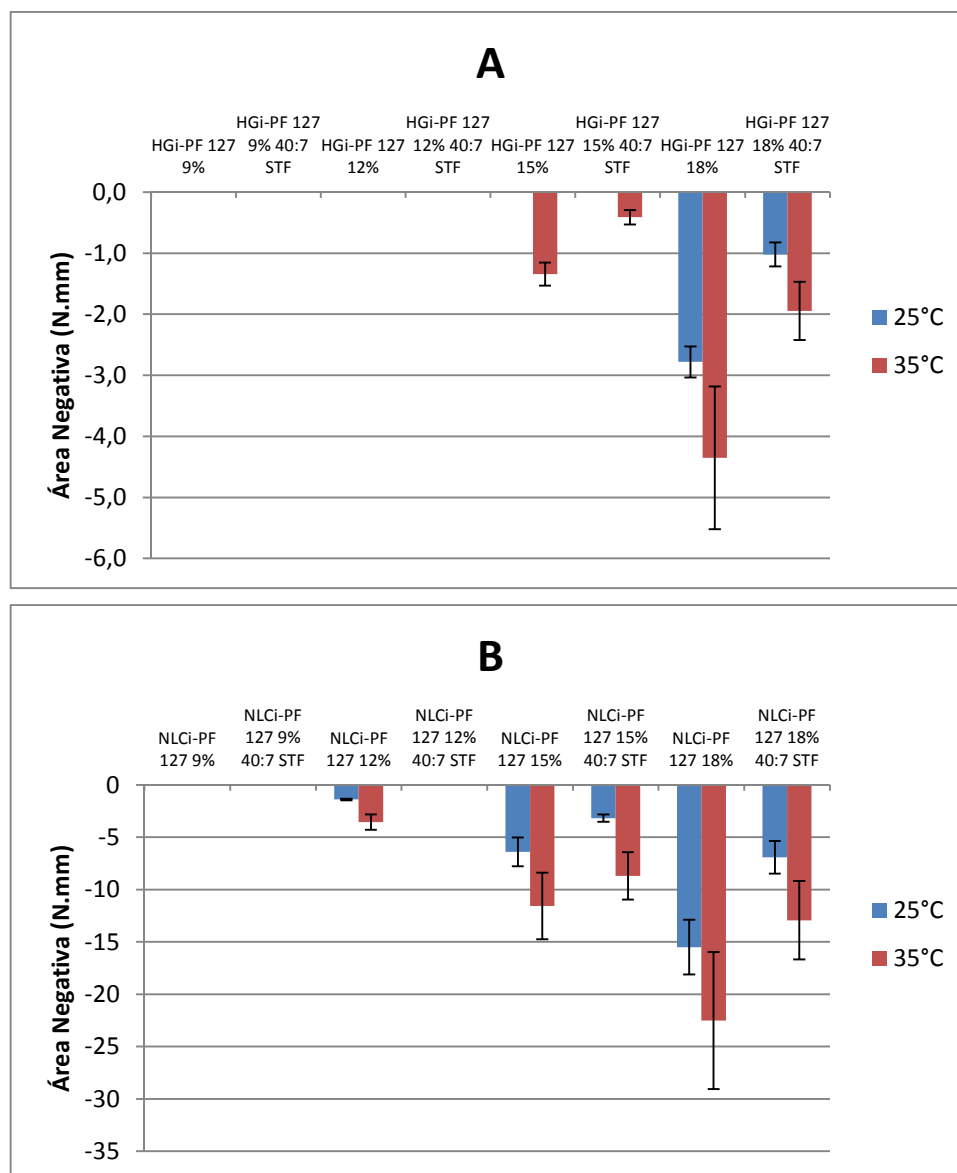 A
HGi-PF 127
9%
HGi-PF 127
9% 40:7
STF
HGi-PF 127
12%
HGi-PF 127
12% 40:7
STF
HGi-PF 127
15%
HGi-PF 127
15% 40:7
STF
HGi-PF 127
18%
HGi-PF 127
18% 40:7
STF
0,0
-1,0
-2,0
-3,0
-4,0
-5,0
-6,0
Área Negativa (N.mm)
25°C
35°C
B
NLCi-PF
127 9%
NLCi-PF
127 9%
40:7 STF
NLCi-PF
127 12%
NLCi-PF
127 12%
40:7 STF
NLCi-PF
127 15%
NLCi-PF
127 15%
40:7 STF
NLCi-PF
127 18%
NLCi-PF
127 18%
40:7 STF
0
-5
-10
-15
-20
-25
-30
-35
Área Negativa (N.mm)
25°C
35°C